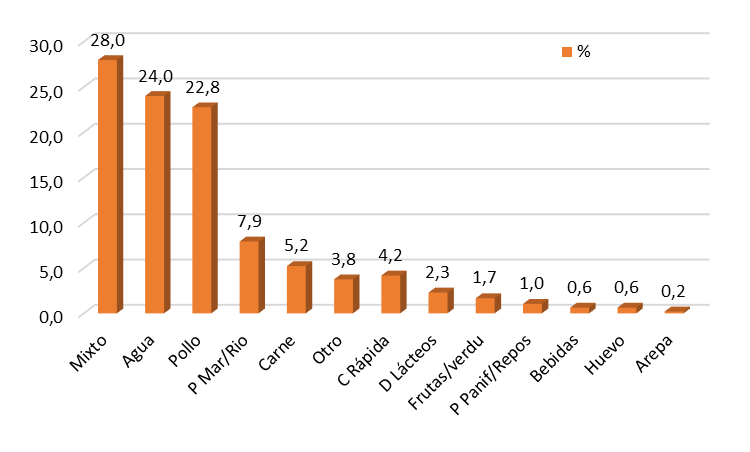 %
30,0
25,0
20,0
15,0
10,0
5,0
0,0
28,0
24,0
22,8
7,9
5,2
3,8
4,2
2,3
1,7
1,0
0,6
0,6
0,2
Mixto
Agua
Pollo
P Mar/Rio
Carne
Otro
C Rápida
D Lácteos
Frutas/verdu
P Panif/Repos
Bebidas
Huevo
Arepa